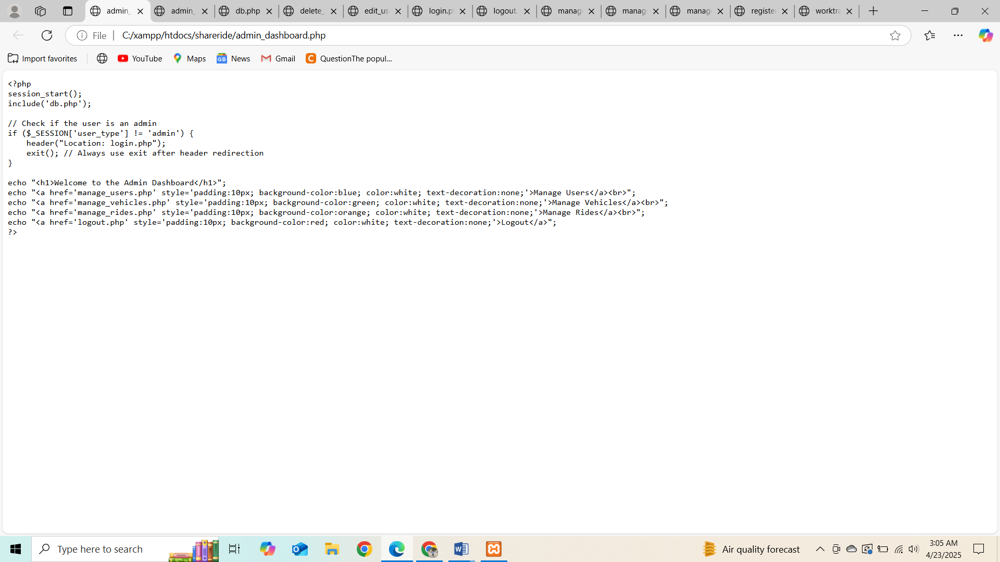 admin_
admin_
db.php
delete_
edit_us
login.p
logout.
manag
manag
manag
register
worktra
File
C:/xampp/htdocs/shareride/admin_dashboard.php
Import favorites
YouTube
Maps
News
Gmail
QuestionThe popul...
<?php
session_start();
include('db.php');
// Check if the user is an admin
if ($_SESSION['user_type'] != 'admin') {
    header("Location: login.php");
    exit(); // Always use exit after header redirection
}
echo "<h1>Welcome to the Admin Dashboard</h1>";
echo "<a href='manage_users.php' style='padding:10px; background-color:blue; color:white; text-decoration:none;'>Manage Users</a><br>";
echo "<a href='manage_vehicles.php' style='padding:10px; background-color:green; color:white; text-decoration:none;'>Manage Vehicles</a><br>";
echo "<a href='manage_rides.php' style='padding:10px; background-color:orange; color:white; text-decoration:none;'>Manage Rides</a><br>";
echo "<a href='logout.php' style='padding:10px; background-color:red; color:white; text-decoration:none;'>Logout</a>";
?>
Type here to search
Air quality forecast
3:05 AM
4/23/2025